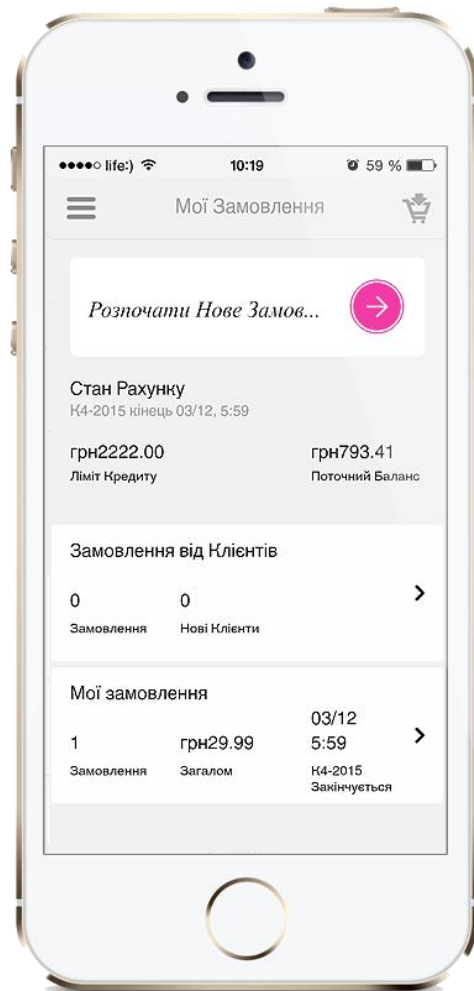 life:) 10:19 59 %
Мої Замовлення
Розпочати Нове Замов...
Стан Рахунку
К4-2015 кінець 03/12, 5:59
грн2222.00 грн793.41
Ліміт Кредиту Поточний Баланс
Замовлення від Клієнтів
0 0
Замовлення Нові Клієнти
Мої замовлення
03/12
1 грн29.99 5:59
Замовлення Загалом К4-2015
Закінчується